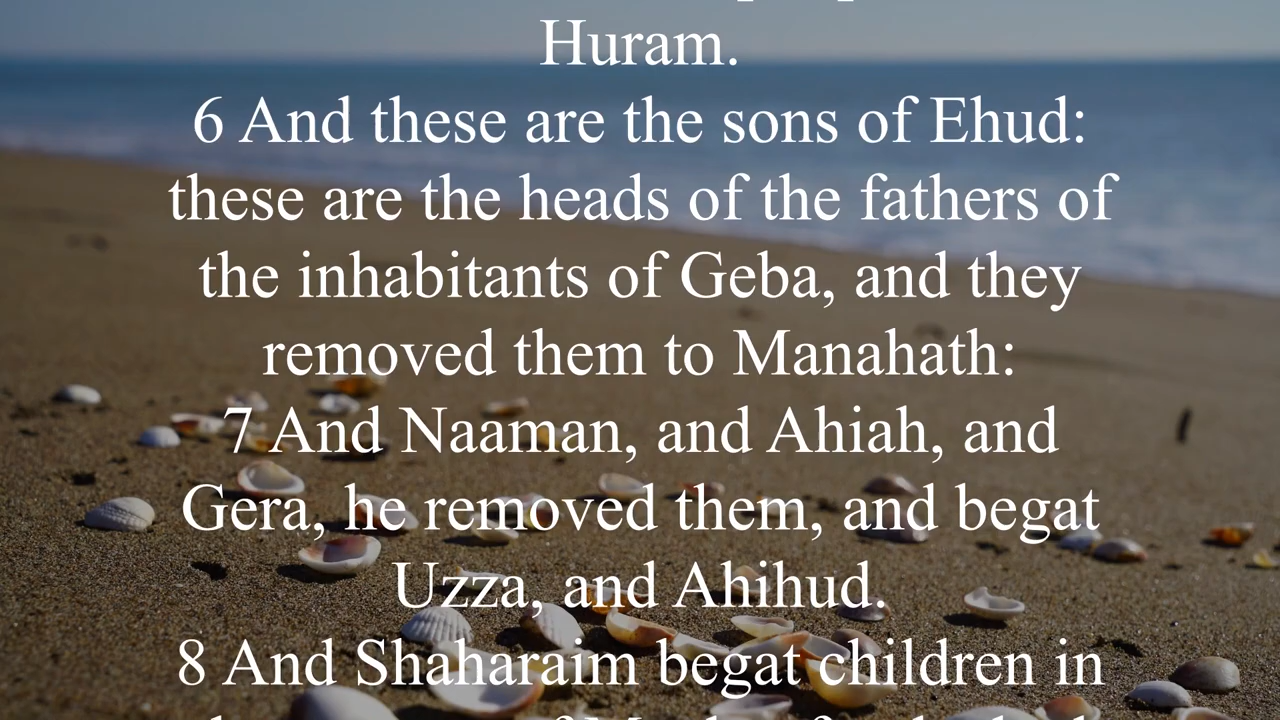 Huram.
6 And these are the sons of Ehud:
these are the heads of the fathers of
the inhabitants of Geba, and they
removed them to Manahath:
7 And Naaman, and Ahiah, and
Gera, he removed them, and begat
Uzza, and Ahihud.
8 And Shaharaim begat children in